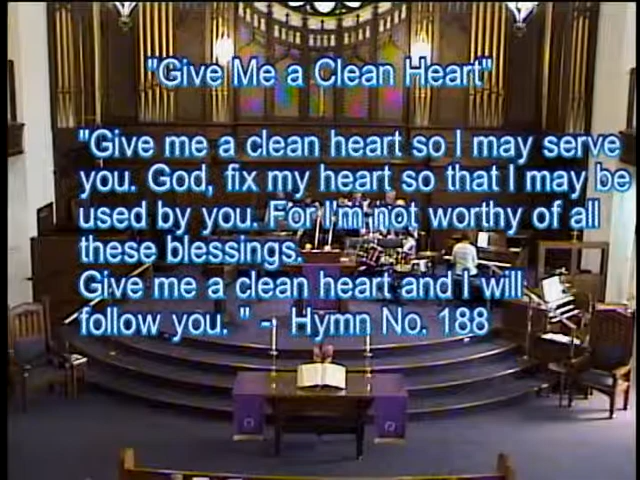 "Give Me a Clean Heart"
"Give me a clean heart so I may serve
you. God, fix my heart so that I may be
used by you. For I'm not worthy of all
these blessings.
Give me a clean heart and I will
follow you. " - Hymn No. 188